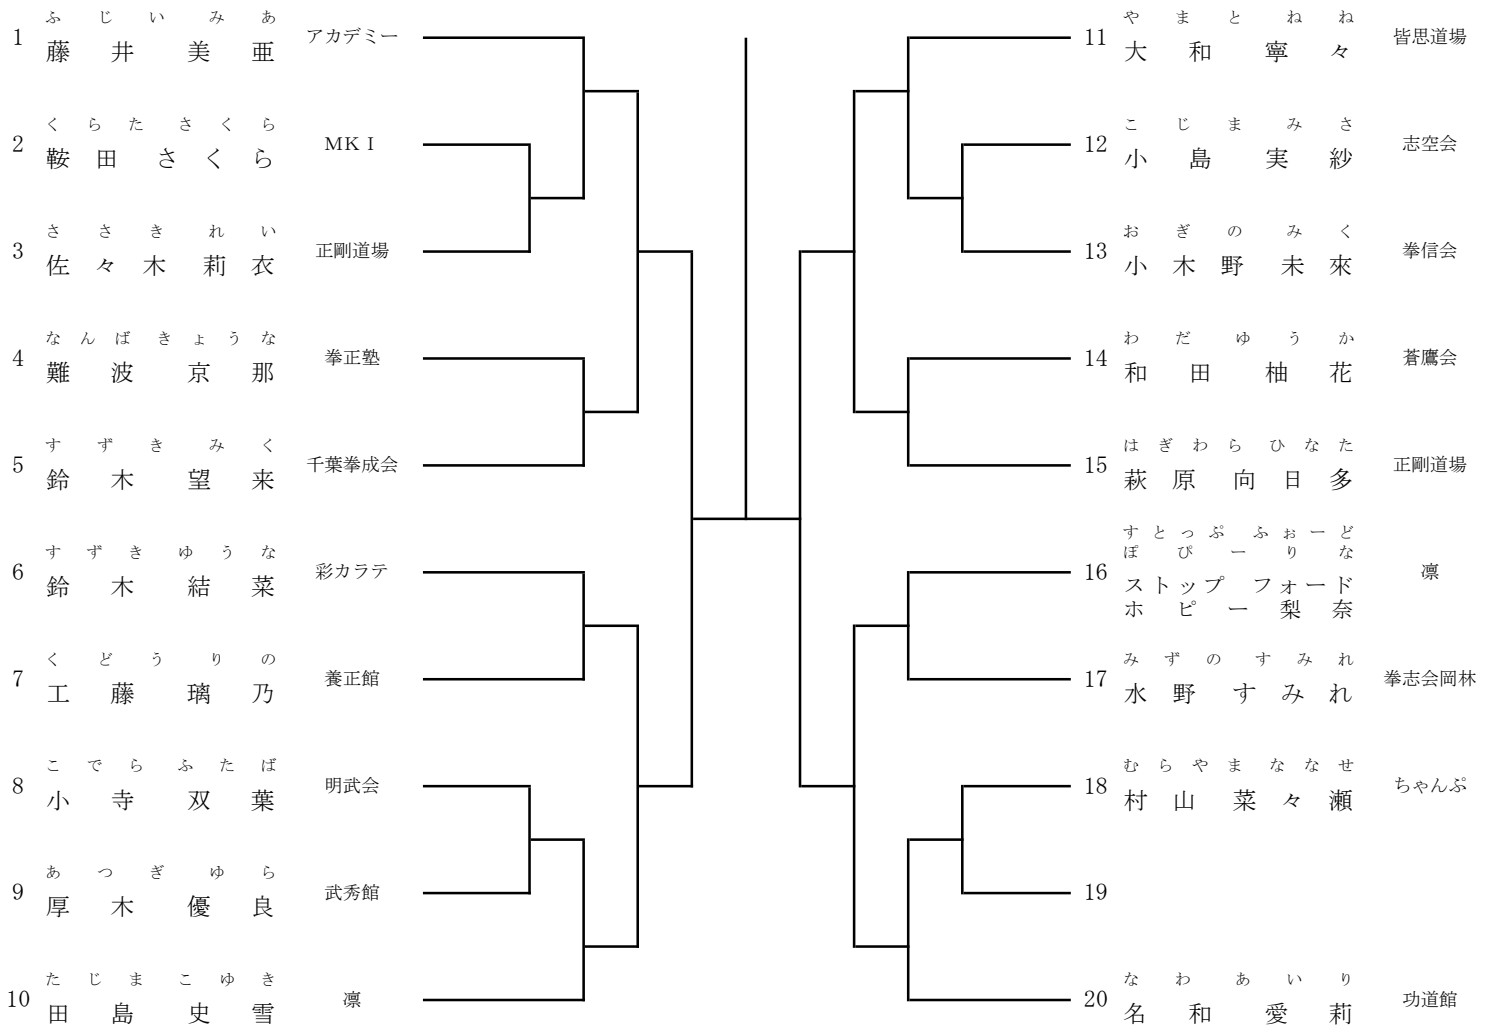 ふじいみあ
1 藤井美亜 アカデミー
くらたさくら
2 鞍田さくら MKI
ささきれい
3 佐々木莉衣 正剛道場
なんばきょうな
4 難波京那 拳正塾
すずきみく
5 鈴木望来 千葉拳成会
すずきゆうな
6 鈴木結菜 彩カラテ
くどうりの
7 工藤璃乃 養正館
こでらふたば
8 小寺双葉 明武会
あつぎゆら
9 厚木優良 武秀館
たじまこゆき
10 田島史雪 凛
やまとねね
11 大和寧々 皆思道場
こじまみさ
12 小島実紗 志空会
おぎのみく
13 小木野未來 拳信会
わだゆうか
14 和田柚花 蒼鷹会
はぎわらひなた
15 萩原向日多 正剛道場
すとっぷふぉーど
ぽぴーりな
16 ストップフォード 凛
ホピー梨奈
みずのすみれ
17 水野すみれ 拳志会岡林
むらやまななせ
18 村山菜々瀬 ちゃんぷ
19
なわあいり
20 名和愛莉 功道館